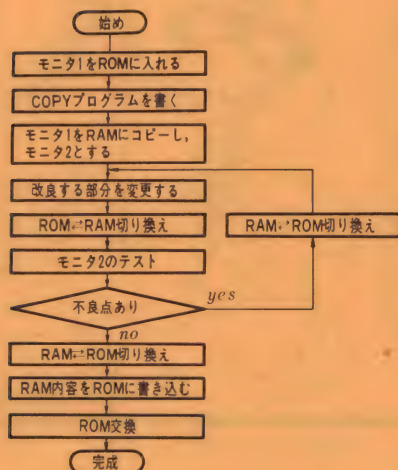 始め
モニタ1をROMに入れる
COPYプログラムを書く
モニタ1をRAMにコピーし,
モニタ2とする
改良する部分を変更する
ROM⇄RAM切り換え
RAM⇄ROM切り換え
モニタ2のテスト
不良点あり
yes
no
RAM⇄ROM切り換え
RAM内容をROMに書き込む
ROM交換
完成